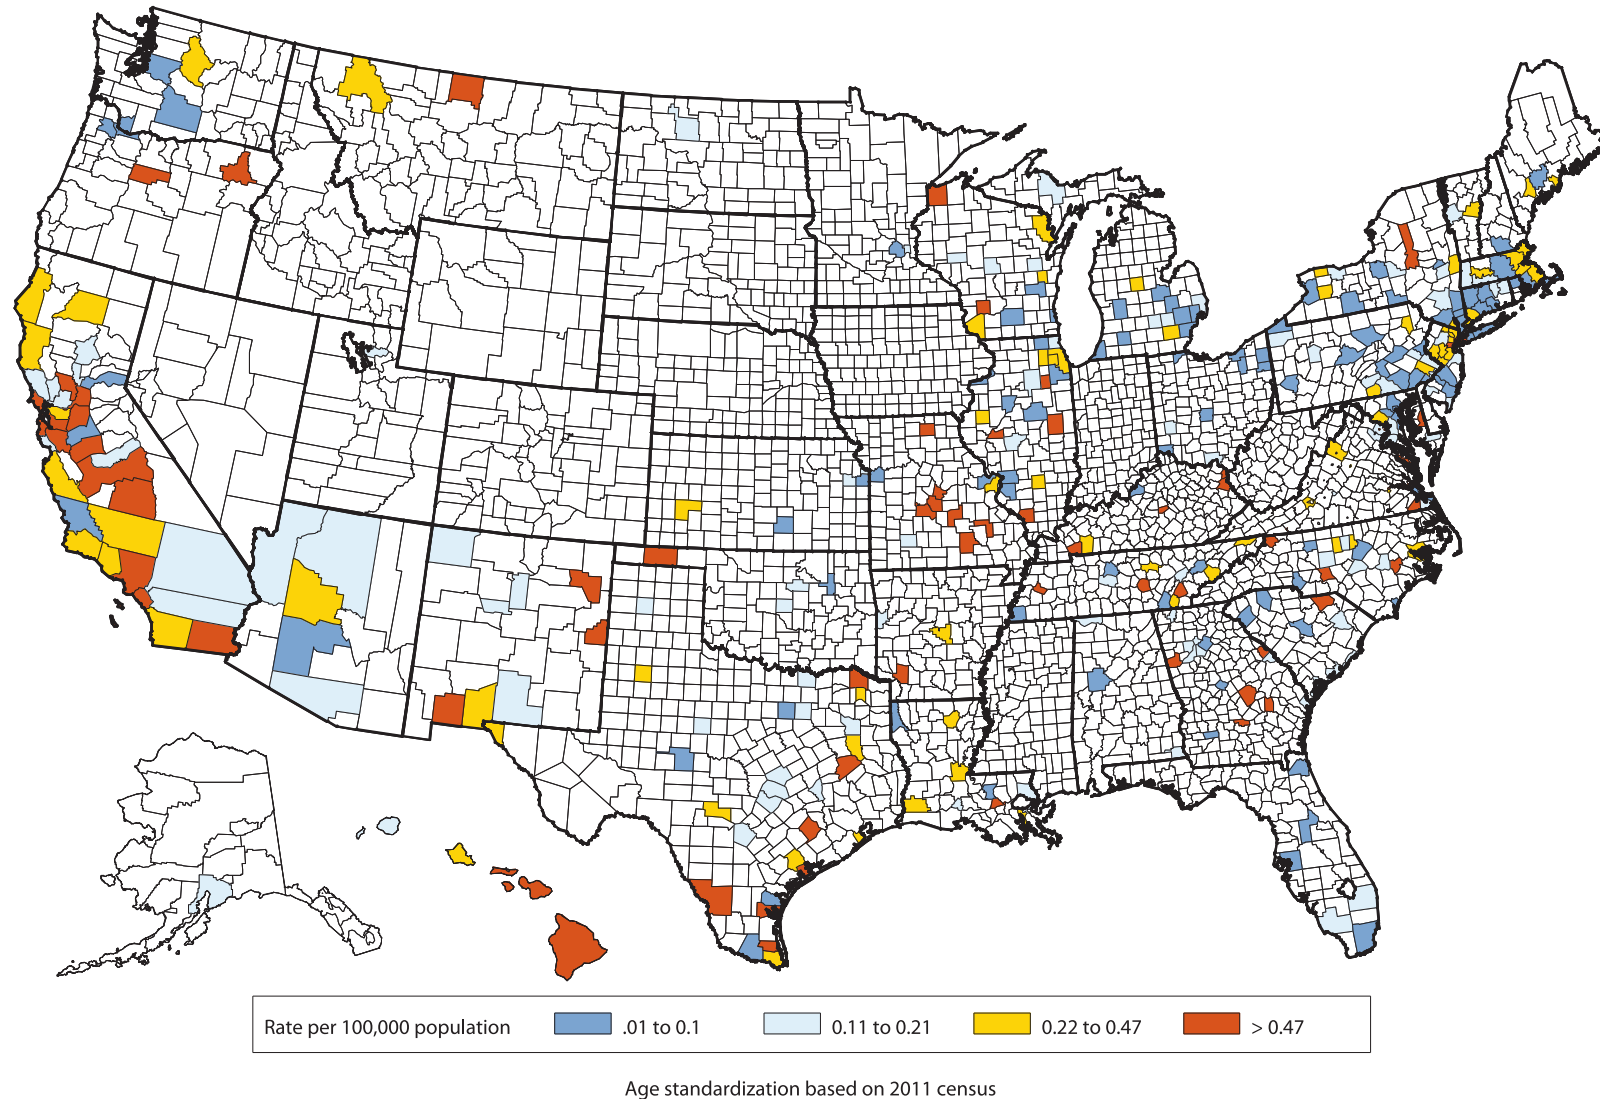 Rate per 100,000 population .01 to 0.1 0.11 to 0.21 0.22 to 0.47 > 0.47
Age standardization based on 2011 census